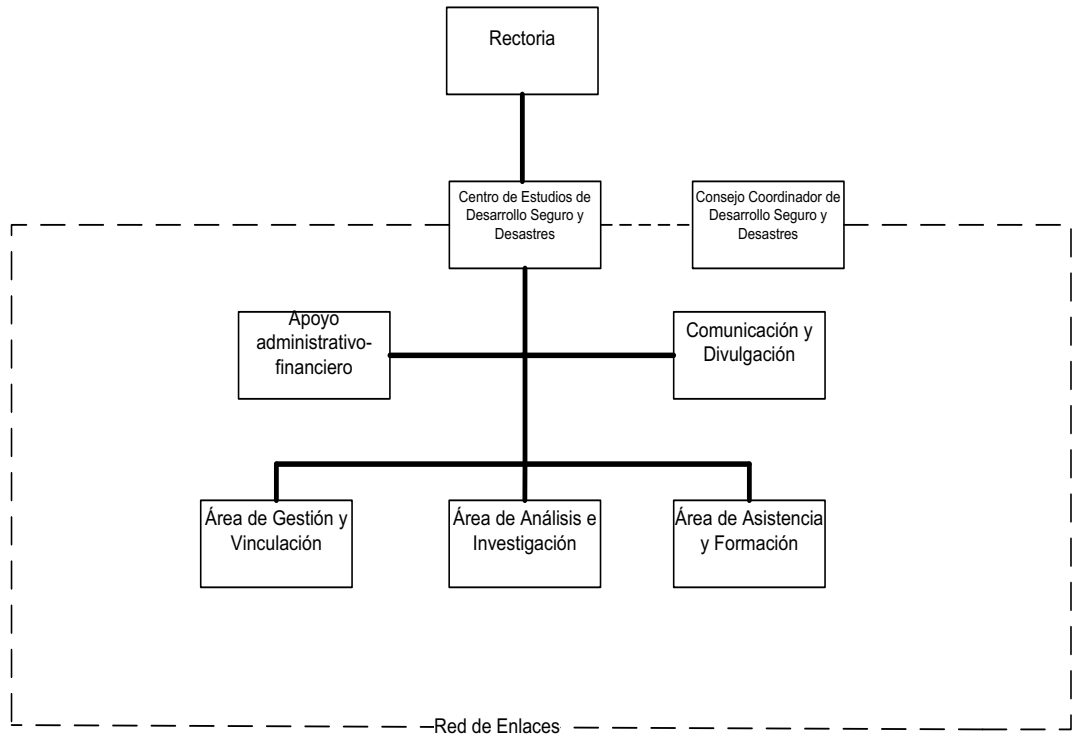 Rectoria
Centro de Estudios de
Desarrollo Seguro y
Desastres
Consejo Coordinador de
Desarrollo Seguro y
Desastres
Apoyo
administrativo-
financiero
Comunicación y
Divulgación
Área de Gestión y
Vinculación
Área de Análisis e
Investigación
Área de Asistencia
y Formación
Red de Enlaces